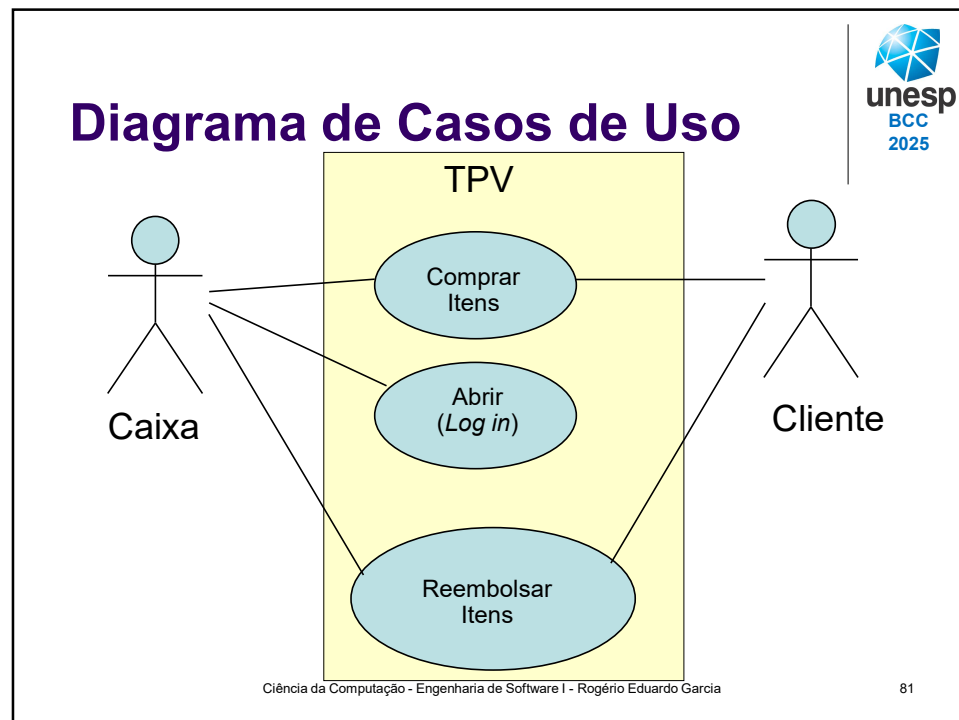 Diagrama de Casos de Uso
unesp
BCC
2025
TPV
Comprar
Itens
Abrir
(Log in)
Caixa
Cliente
Reembolsar
Itens
Ciência da Computação - Engenharia de Software I - Rogério Eduardo Garcia
81